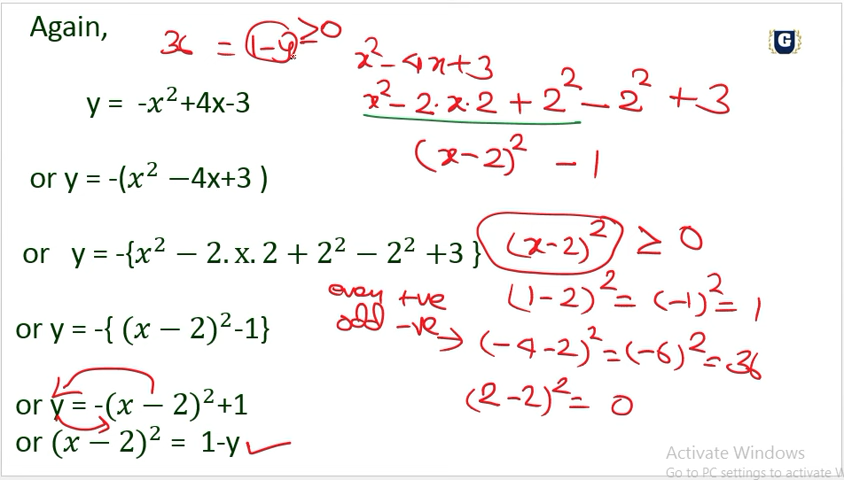 Again,
36 = 1-y ≥0
x²-4x+3
y = -x²+4x-3
x²-2·x·2+2²-2²+3
(x-2)² -1
or y = -(x² −4x+3 )
or y = -{x² − 2. x. 2 + 2² − 2² +3 }
(x-2)² ≥ 0
(1-2)² = (-1)² = 1
+ve
odd -ve →
or y = -{ (x − 2)²-1}
(-4-2)² = (-6)² = 36
or y = -(x − 2)²+1
(2-2)² = 0
or (x − 2)² = 1-y ✓
G
Activate Windows
Go to PC settings to activate W